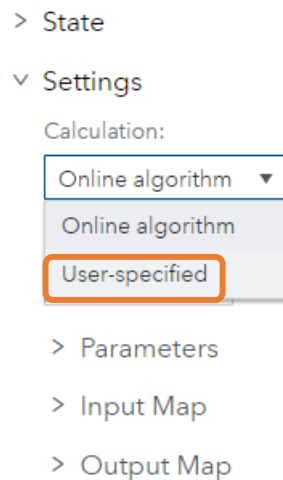 State
Settings
Calculation:
Online algorithm
Online algorithm
User-specified
Parameters
Input Map
Output Map